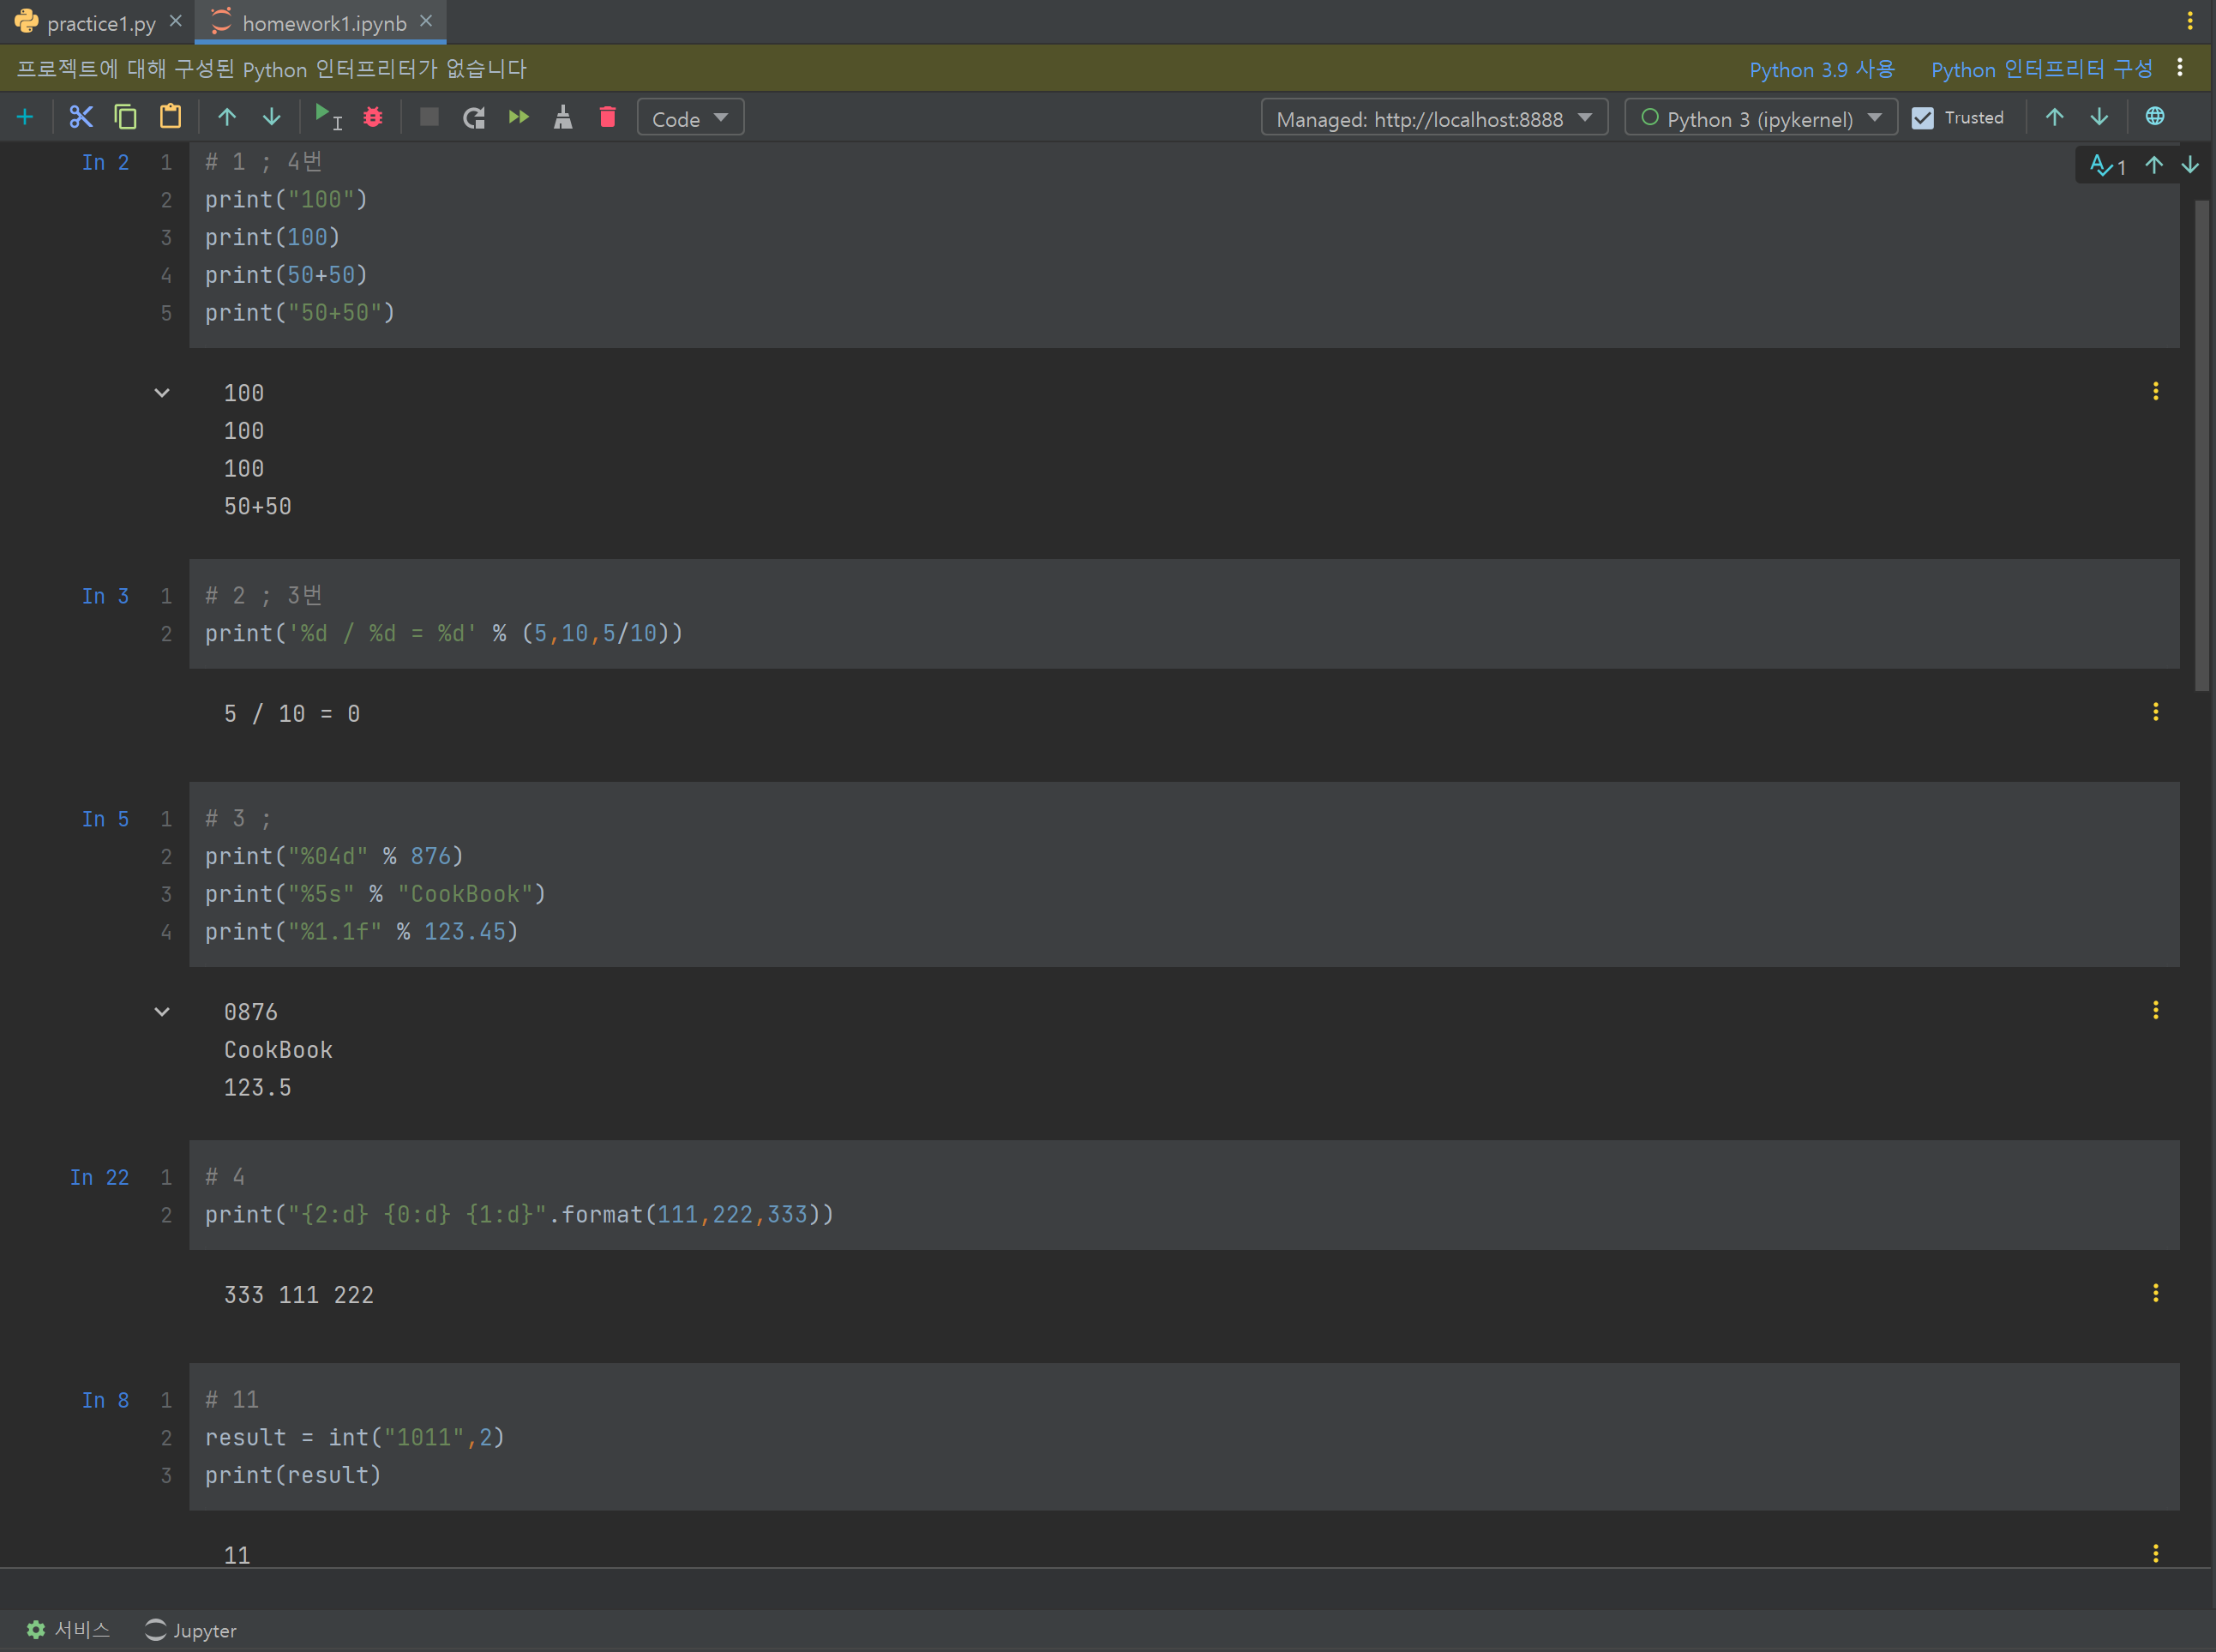 practice1.py
homework1.ipynb
프로젝트에 대해 구성된 Python 인터프리터가 없습니다
Python 3.9 사용 Python 인터프리터 구성
Code
Managed: http://localhost:8888
Python 3 (ipykernel)
Trusted
1
In 2
1 # 1 ; 4번
2 print("100")
3 print(100)
4 print(50+50)
5 print("50+50")
100
100
100
50+50
In 3
1 # 2 ; 3번
2 print('%d / %d = %d' % (5,10,5/10))
5 / 10 = 0
In 5
1 # 3 ;
2 print("%04d" % 876)
3 print("%5s" % "CookBook")
4 print("%1.1f" % 123.45)
0876
CookBook
123.5
In 22
1 # 4
2 print("{2:d} {0:d} {1:d}".format(111,222,333))
333 111 222
In 8
1 # 11
2 result = int("1011",2)
3 print(result)
11
서비스
Jupyter